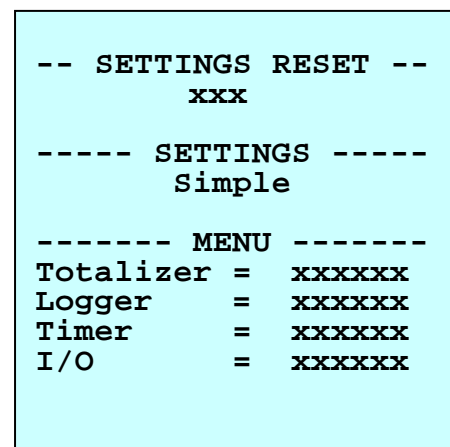 -- SETTINGS RESET --
xxx
----- SETTINGS -----
Simple
------- MENU -------
Totalizer = xxxxxx
Logger = xxxxxx
Timer = xxxxxx
I/O = xxxxxx